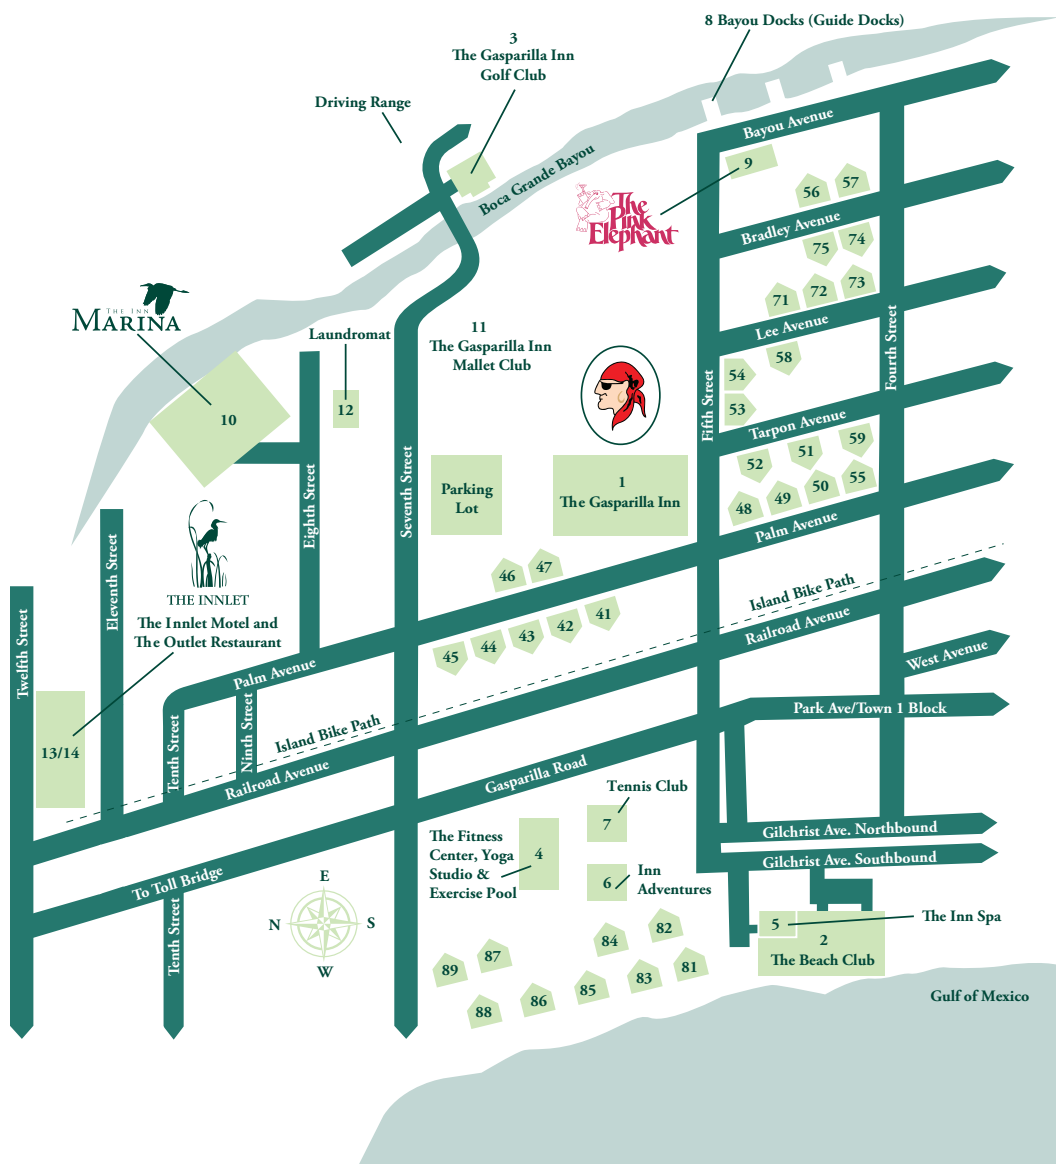 8 Bayou Docks (Guide Docks)
3
The Gasparilla Inn
Golf Club
Driving Range
Bayou Avenue
Boca Grande Bayou
9
The
Pink
Elephant
56
57
Bradley Avenue
75
74
71
72
73
THE INN
MARINA
Laundromat
11
The Gasparilla Inn
Mallet Club
Lee Avenue
Fourth Street
Fifth Street
58
54
53
12
10
Tarpon Avenue
52
51
59
48
49
50
55
Palm Avenue
Parking
Lot
1
The Gasparilla Inn
Seventh Street
Eighth Street
Eleventh Street
Twelfth Street
46
47
45
44
43
42
41
THE INNLET
The Innlet Motel and
The Outlet Restaurant
13/14
Palm Avenue
Tenth Street
Ninth Street
Island Bike Path
Railroad Avenue
Island Bike Path
Railroad Avenue
West Avenue
Park Ave/Town 1 Block
Gasparilla Road
To Toll Bridge
Tenth Street
Tennis Club
7
The Fitness
Center, Yoga
Studio &
Exercise Pool
4
6
Inn
Adventures
Gilchrist Ave. Northbound
Gilchrist Ave. Southbound
E
N
S
W
5
The Inn Spa
2
The Beach Club
82
84
87
89
81
83
85
86
88
Gulf of Mexico